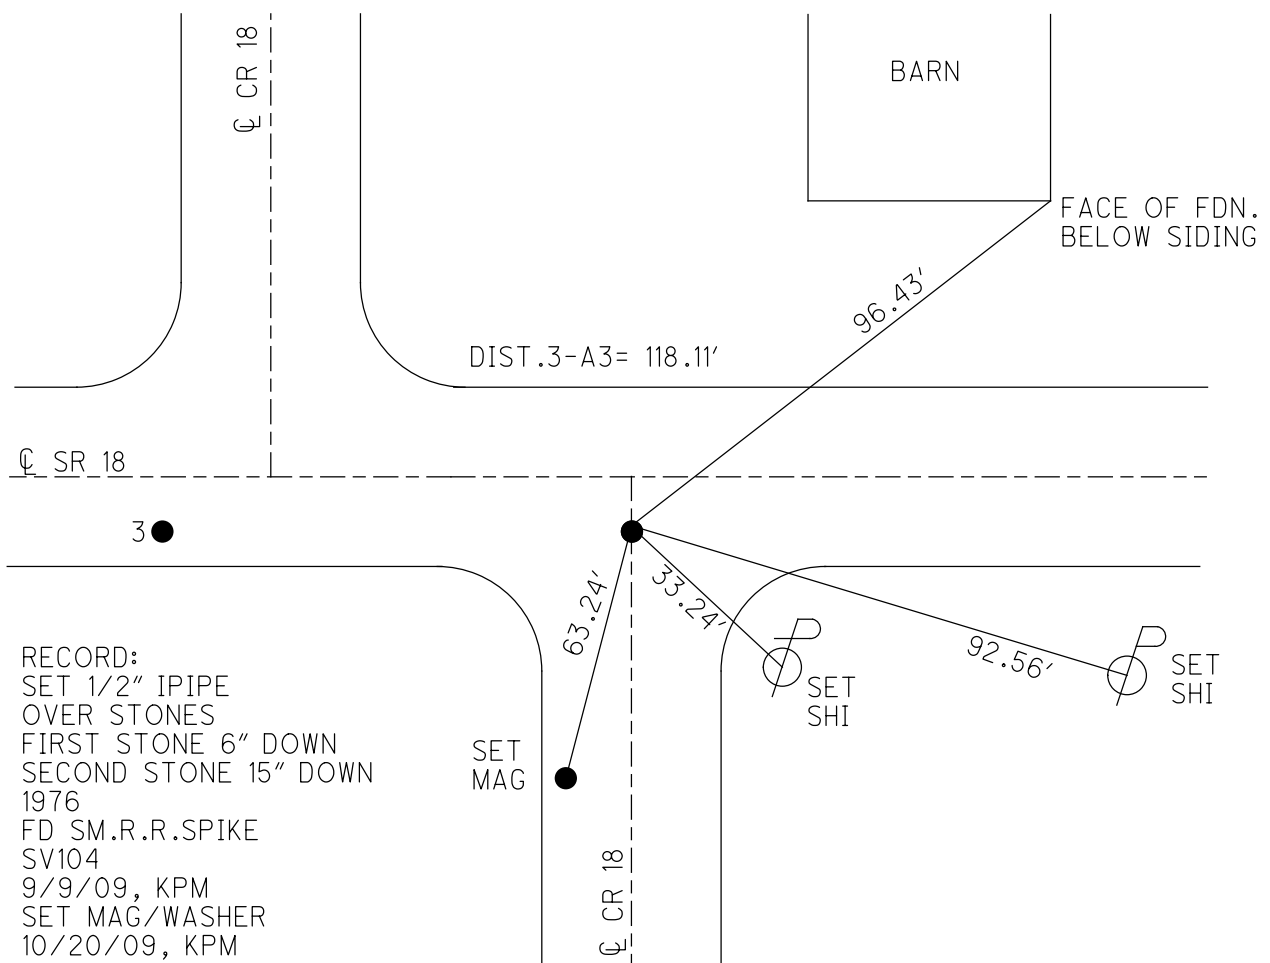 ℄ CR 18
BARN
FACE OF FDN.
BELOW SIDING
96.43'
DIST.3-A3= 118.11'
℄ SR 18
3
63.24'
33.24'
92.56'
SET
SHI
SET
SHI
SET
MAG
RECORD:
SET 1/2" IPIPE
OVER STONES
FIRST STONE 6" DOWN
SECOND STONE 15" DOWN
1976
FD SM.R.R.SPIKE
SV104
9/9/09, KPM
SET MAG/WASHER
10/20/09, KPM
℄ CR 18